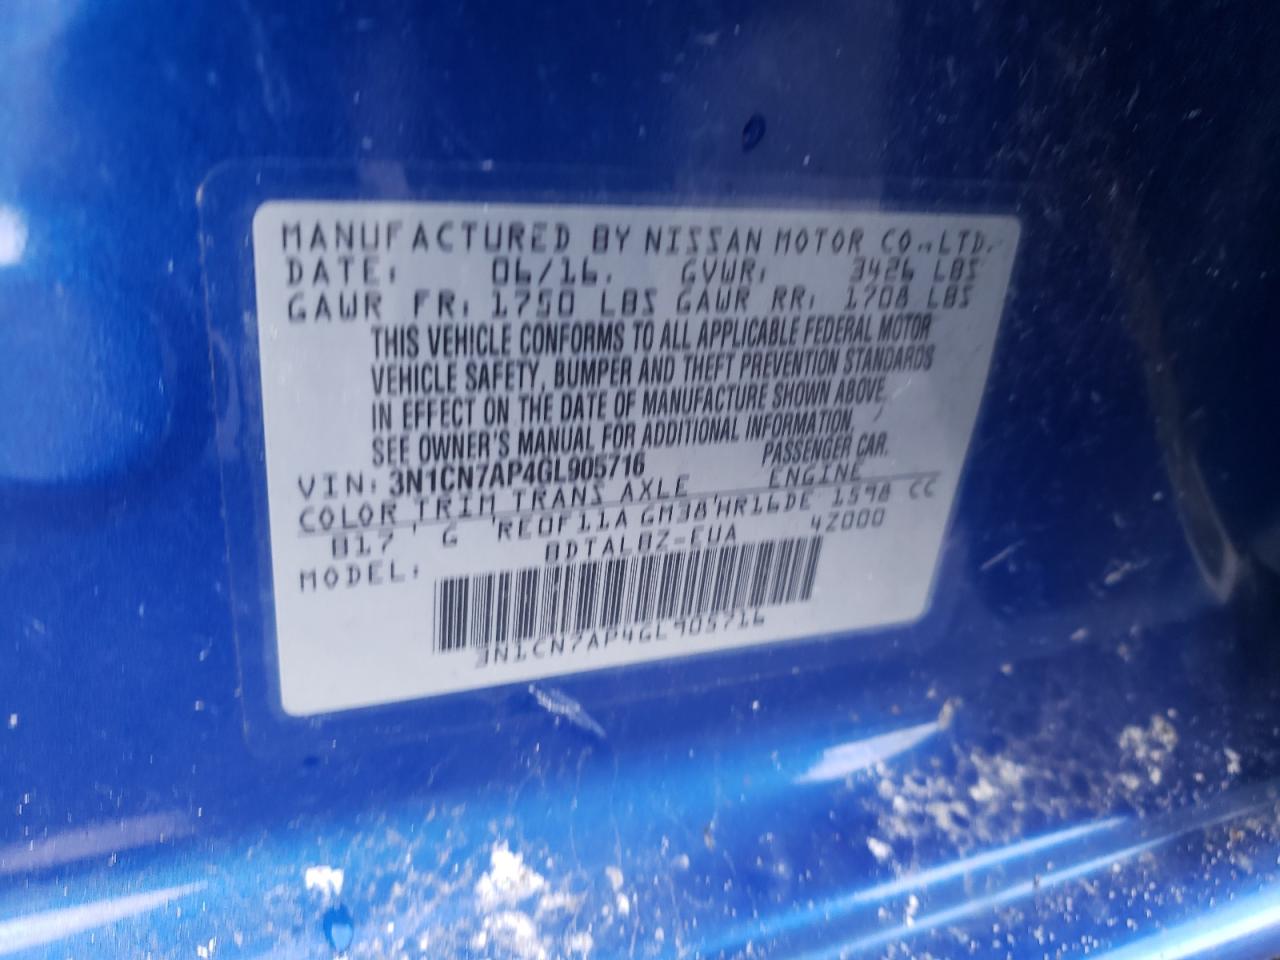 MANUFACTURED BY NISSAN MOTOR CO.,LTD.
DATE: 06/16. GVWR: 3426 LBS
GAWR FR: 1750 LBS GAWR RR: 1708 LBS
THIS VEHICLE CONFORMS TO ALL APPLICABLE FEDERAL MOTOR
VEHICLE SAFETY, BUMPER AND THEFT PREVENTION STANDARDS
IN EFFECT ON THE DATE OF MANUFACTURE SHOWN ABOVE.
SEE OWNER'S MANUAL FOR ADDITIONAL INFORMATION.
VIN: 3N1CN7AP4GL905716 PASSENGER CAR.
COLOR TRIM TRANS AXLE ENGINE
B17 G RE0F11A GM38 HR16DE 1598 CC
MODEL: BDTALBZ-EUA 4Z000
3N1CN7AP4GL905716